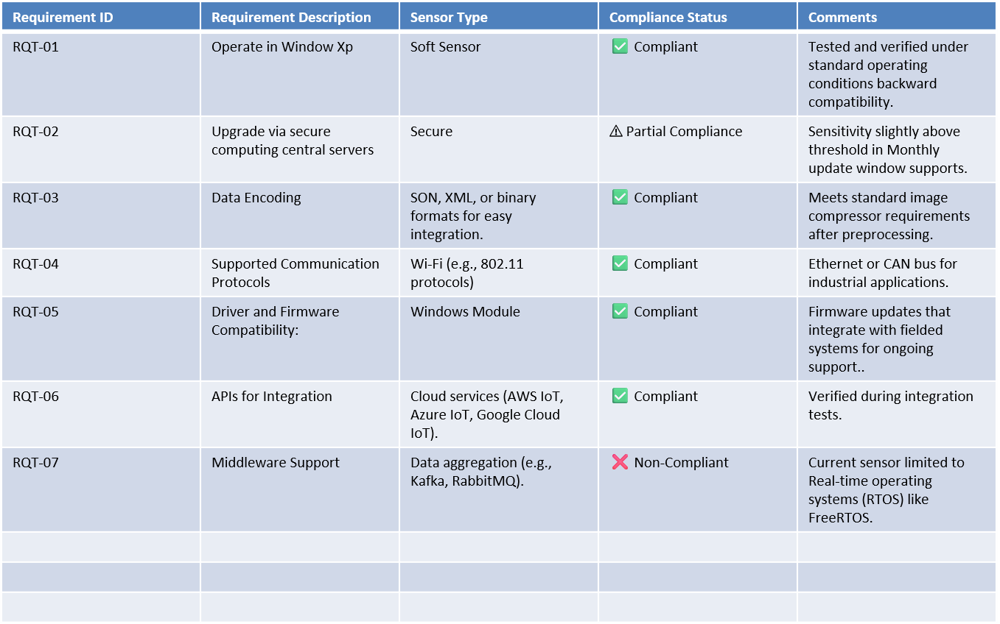 Requirement ID
Requirement Description
Sensor Type
Compliance Status
Comments
RQT-01
Operate in Window Xp
Soft Sensor
✅ Compliant
Tested and verified under
standard operating
conditions backward
compatibility.
RQT-02
Upgrade via secure
computing central servers
Secure
⚠ Partial Compliance
Sensitivity slightly above
threshold in Monthly
update window supports.
RQT-03
Data Encoding
SON, XML, or binary
formats for easy
integration.
✅ Compliant
Meets standard image
compressor requirements
after preprocessing.
RQT-04
Supported Communication
Protocols
Wi-Fi (e.g., 802.11
protocols)
✅ Compliant
Ethernet or CAN bus for
industrial applications.
RQT-05
Driver and Firmware
Compatibility:
Windows Module
✅ Compliant
Firmware updates that
integrate with fielded
systems for ongoing
support..
RQT-06
APIs for Integration
Cloud services (AWS IoT,
Azure IoT, Google Cloud
IoT).
✅ Compliant
Verified during integration
tests.
RQT-07
Middleware Support
Data aggregation (e.g.,
Kafka, RabbitMQ).
❌ Non-Compliant
Current sensor limited to
Real-time operating
systems (RTOS) like
FreeRTOS.